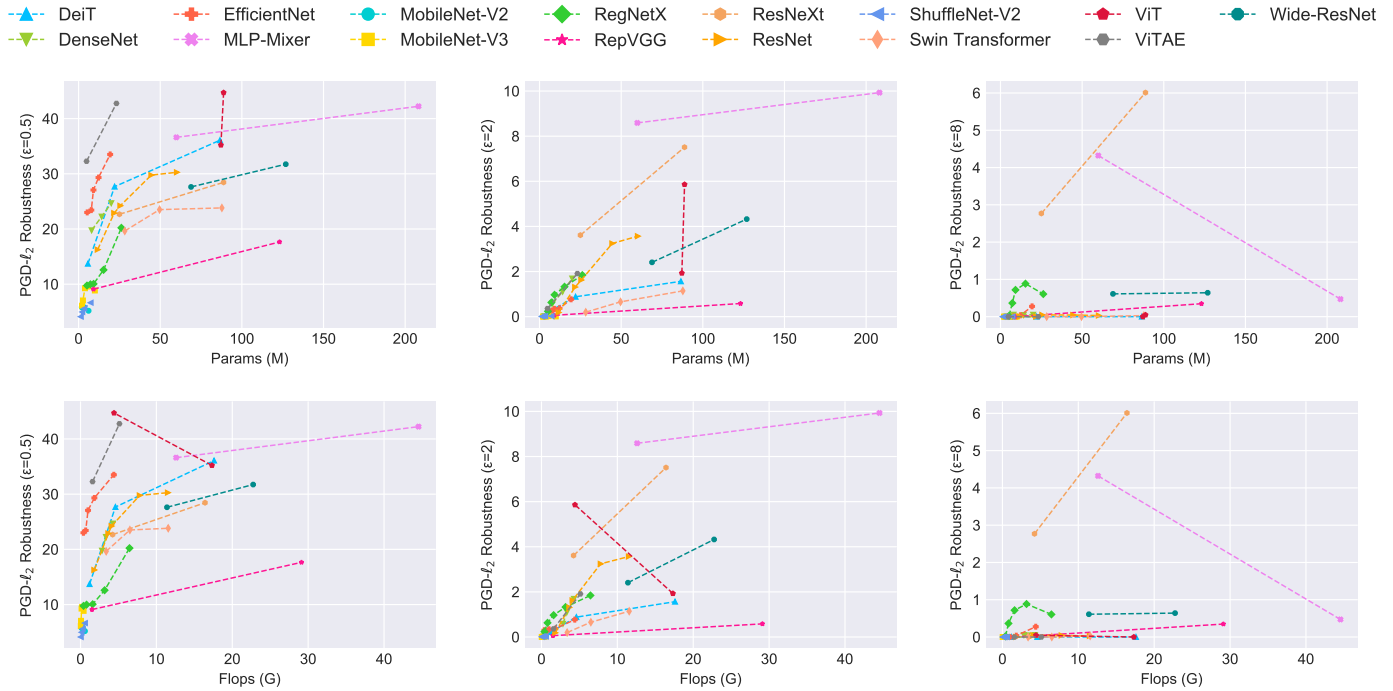 DeiT EfficientNet MobileNet-V2 RegNetX ResNeXt ShuffleNet-V2 ViT Wide-ResNet
DenseNet MLP-Mixer MobileNet-V3 RepVGG ResNet Swin Transformer ViTAE
PGD-ℓ₂ Robustness (ε=0.5)
40
30
20
10
0 50 100 150 200
Params (M)
PGD-ℓ₂ Robustness (ε=2)
10
8
6
4
2
0
0 50 100 150 200
Params (M)
PGD-ℓ₂ Robustness (ε=8)
6
5
4
3
2
1
0
0 50 100 150 200
Params (M)
PGD-ℓ₂ Robustness (ε=0.5)
40
30
20
10
0 10 20 30 40
Flops (G)
PGD-ℓ₂ Robustness (ε=2)
10
8
6
4
2
0
0 10 20 30 40
Flops (G)
PGD-ℓ₂ Robustness (ε=8)
6
5
4
3
2
1
0
0 10 20 30 40
Flops (G)